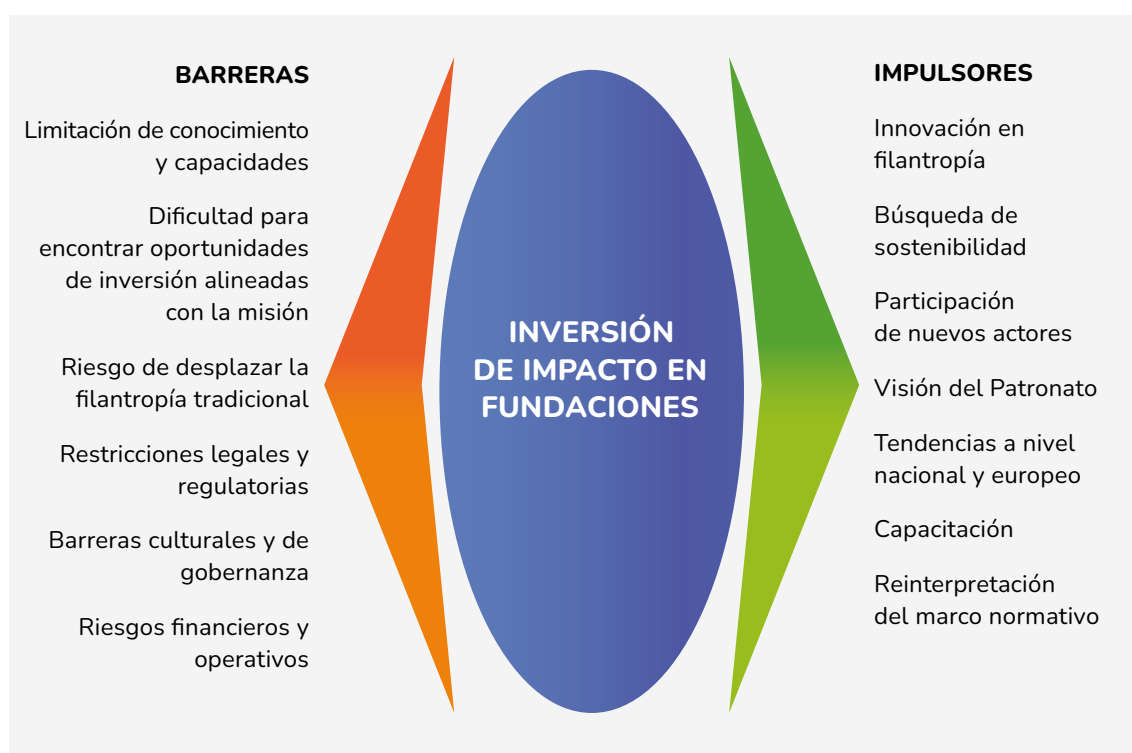 BARRERAS
Limitación de conocimiento
y capacidades
Dificultad para
encontrar oportunidades
de inversión alineadas
con la misión
Riesgo de desplazar la
filantropía tradicional
Restricciones legales y
regulatorias
Barreras culturales y de
gobernanza
Riesgos financieros y
operativos
INVERSIÓN
DE IMPACTO EN
FUNDACIONES
IMPULSORES
Innovación en
filantropía
Búsqueda de
sostenibilidad
Participación
de nuevos actores
Visión del Patronato
Tendencias a nivel
nacional y europeo
Capacitación
Reinterpretación
del marco normativo